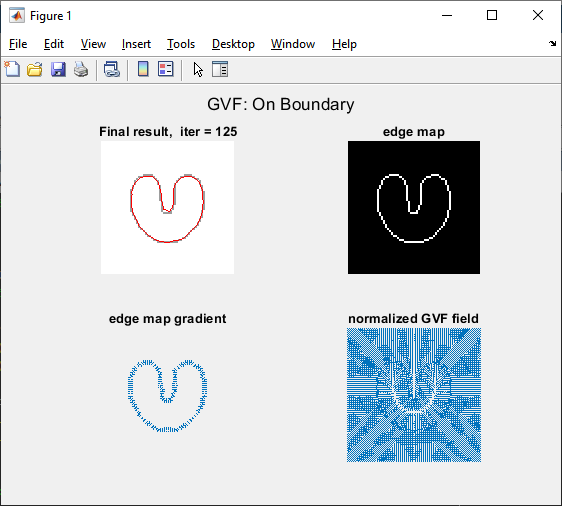 Figure 1
File Edit View Insert Tools Desktop Window Help
GVF: On Boundary
Final result, iter = 125
edge map
edge map gradient
normalized GVF field